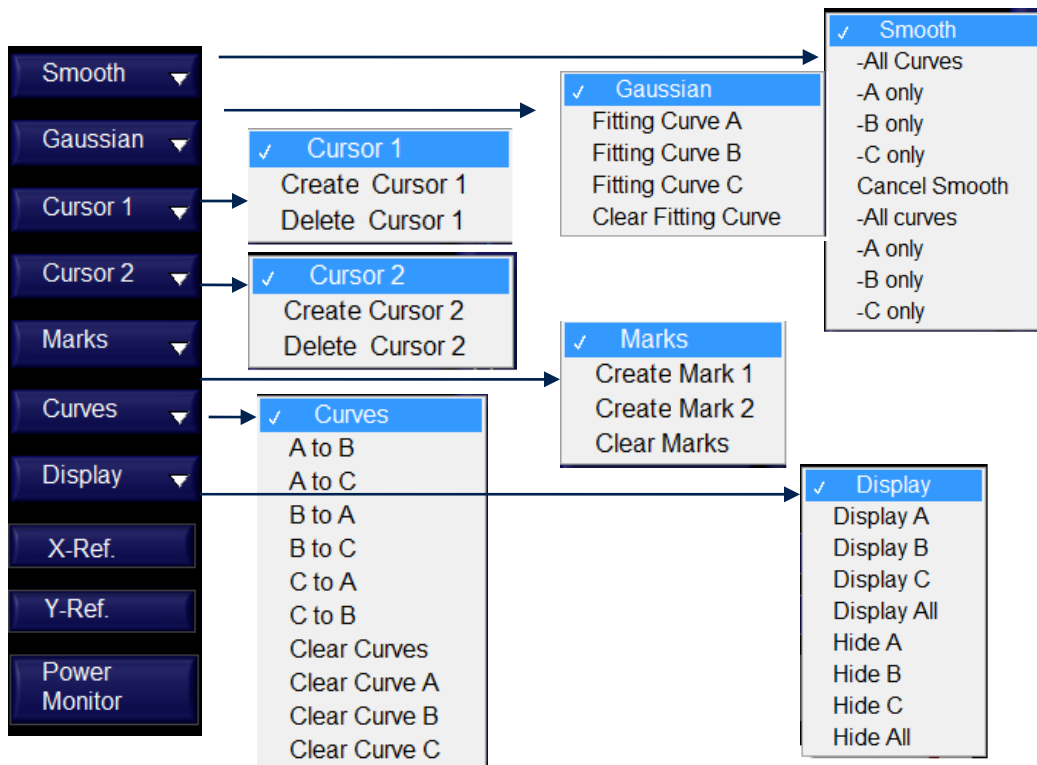 Smooth
Gaussian
Cursor 1
Cursor 2
Marks
Curves
Display
X-Ref.
Y-Ref.
Power
Monitor
✓ Cursor 1
Create Cursor 1
Delete Cursor 1
✓ Cursor 2
Create Cursor 2
Delete Cursor 2
✓ Curves
A to B
A to C
B to A
B to C
C to A
C to B
Clear Curves
Clear Curve A
Clear Curve B
Clear Curve C
✓ Gaussian
Fitting Curve A
Fitting Curve B
Fitting Curve C
Clear Fitting Curve
✓ Marks
Create Mark 1
Create Mark 2
Clear Marks
✓ Smooth
-All Curves
-A only
-B only
-C only
Cancel Smooth
-All curves
-A only
-B only
-C only
✓ Display
Display A
Display B
Display C
Display All
Hide A
Hide B
Hide C
Hide All